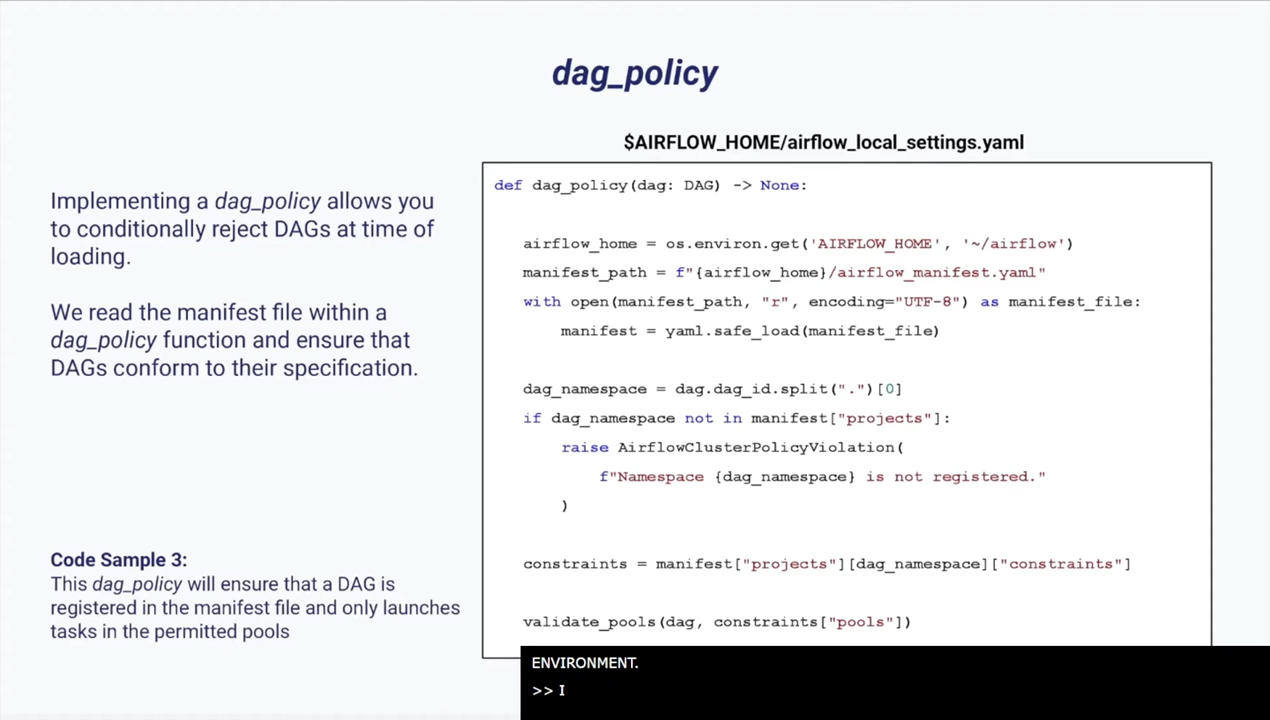 dag_policy
$AIRFLOW_HOME/airflow_local_settings.yaml
Implementing a dag_policy allows you
to conditionally reject DAGs at time of
loading.
We read the manifest file within a
dag_policy function and ensure that
DAGs conform to their specification.
Code Sample 3:
This dag_policy will ensure that a DAG is
registered in the manifest file and only launches
tasks in the permitted pools
def dag_policy(dag: DAG) -> None:
airflow_home = os.environ.get('AIRFLOW_HOME', '~/airflow')
manifest_path = f"{airflow_home}/airflow_manifest.yaml"
with open(manifest_path, "r", encoding="UTF-8") as manifest_file:
manifest = yaml.safe_load(manifest_file)
dag_namespace = dag.dag_id.split(".")[0]
if dag_namespace not in manifest["projects"]:
raise AirflowClusterPolicyViolation(
f"Namespace {dag_namespace} is not registered."
)
constraints = manifest["projects"][dag_namespace]["constraints"]
validate_pools(dag, constraints["pools"])
ENVIRONMENT.
>> I